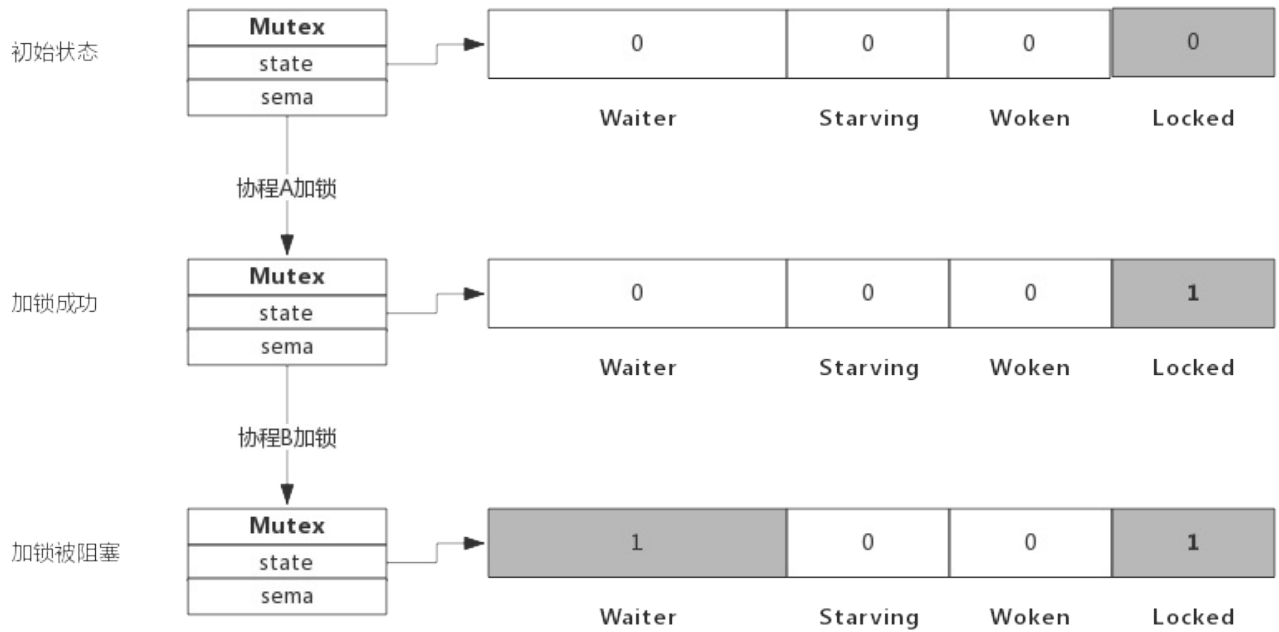 初始状态
Mutex
state
sema
0 0 0 0
Waiter Starving Woken Locked
协程A加锁
加锁成功
Mutex
state
sema
0 0 0 1
Waiter Starving Woken Locked
协程B加锁
加锁被阻塞
Mutex
state
sema
1 0 0 1
Waiter Starving Woken Locked